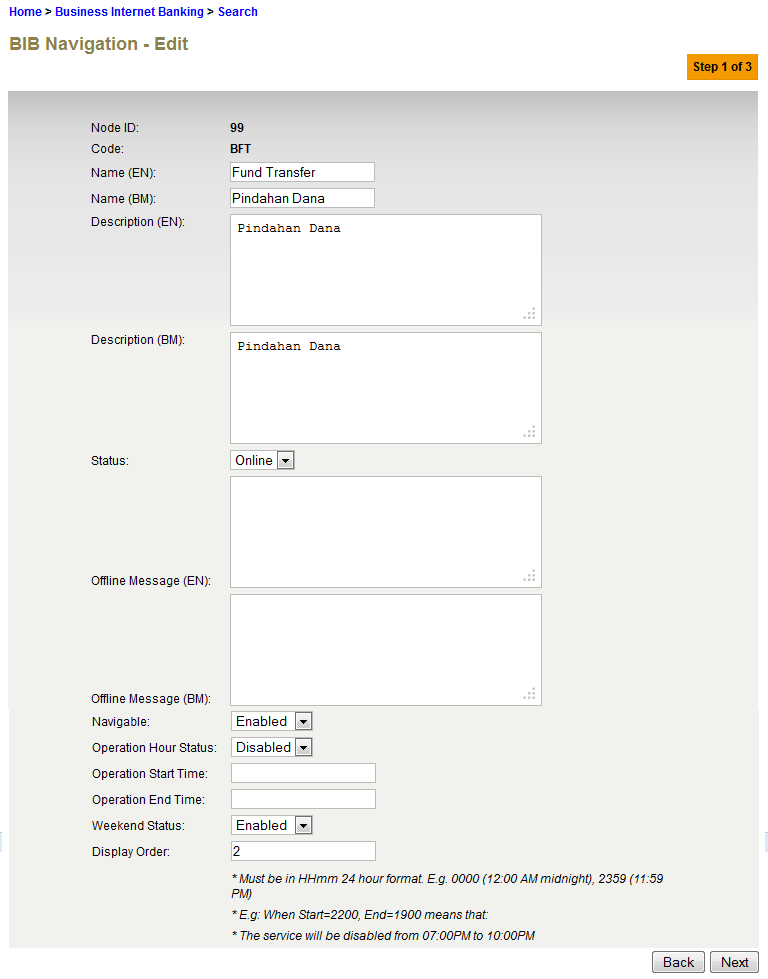 Home > Business Internet Banking > Search
BIB Navigation - Edit
Step 1 of 3
Node ID: 99
Code: BFT
Name (EN): Fund Transfer
Name (BM): Pindahan Dana
Description (EN): Pindahan Dana
Description (BM): Pindahan Dana
Status: Online
Offline Message (EN):
Offline Message (BM):
Navigable: Enabled
Operation Hour Status: Disabled
Operation Start Time:
Operation End Time:
Weekend Status: Enabled
Display Order: 2
* Must be in HHmm 24 hour format. E.g. 0000 (12:00 AM midnight), 2359 (11:59
PM)
* E.g: When Start=2200, End=1900 means that:
* The service will be disabled from 07:00PM to 10:00PM
Back Next